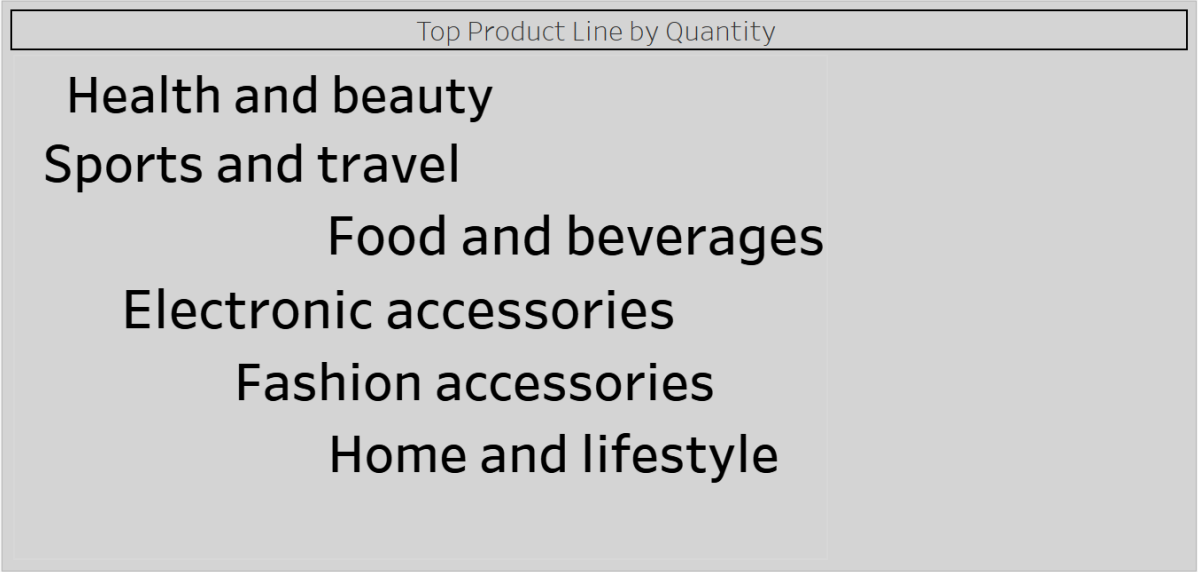 Top Product Line by Quantity
Health and beauty
Sports and travel
Food and beverages
Electronic accessories
Fashion accessories
Home and lifestyle